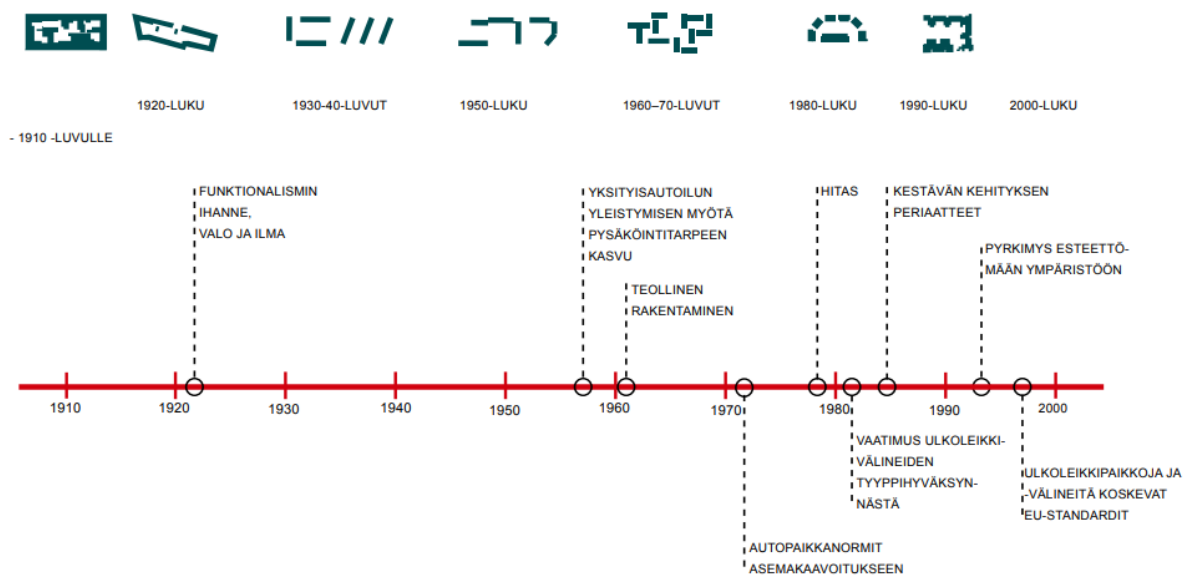 1920-LUKU
1930-40-LUVUT
1950-LUKU
1960–70-LUVUT
1980-LUKU
1990-LUKU
2000-LUKU
- 1910 -LUVULLE
FUNKTIONALISMIN
IHANNE,
VALO JA ILMA
YKSITYISAUTOILUN
YLEISTYMISEN MYÖTÄ
PYSÄKÖINTITARPEEN
KASVU
TEOLLINEN
RAKENTAMINEN
HITAS
KESTÄVÄN KEHITYKSEN
PERIAATTEET
PYRKIMYS ESTEETTÖ-
MÄÄN YMPÄRISTÖÖN
1910
1920
1930
1940
1950
1960
1970
1980
1990
2000
VAATIMUS ULKOLEIKKI-
VÄLINEIDEN
TYYPPIHYVÄKSYN-
NÄSTÄ
ULKOLEIKKIPAIKKOJA JA
-VÄLINEITÄ KOSKEVAT
EU-STANDARDIT
AUTOPAIKKANORMIT
ASEMAKAAVOITUKSEEN